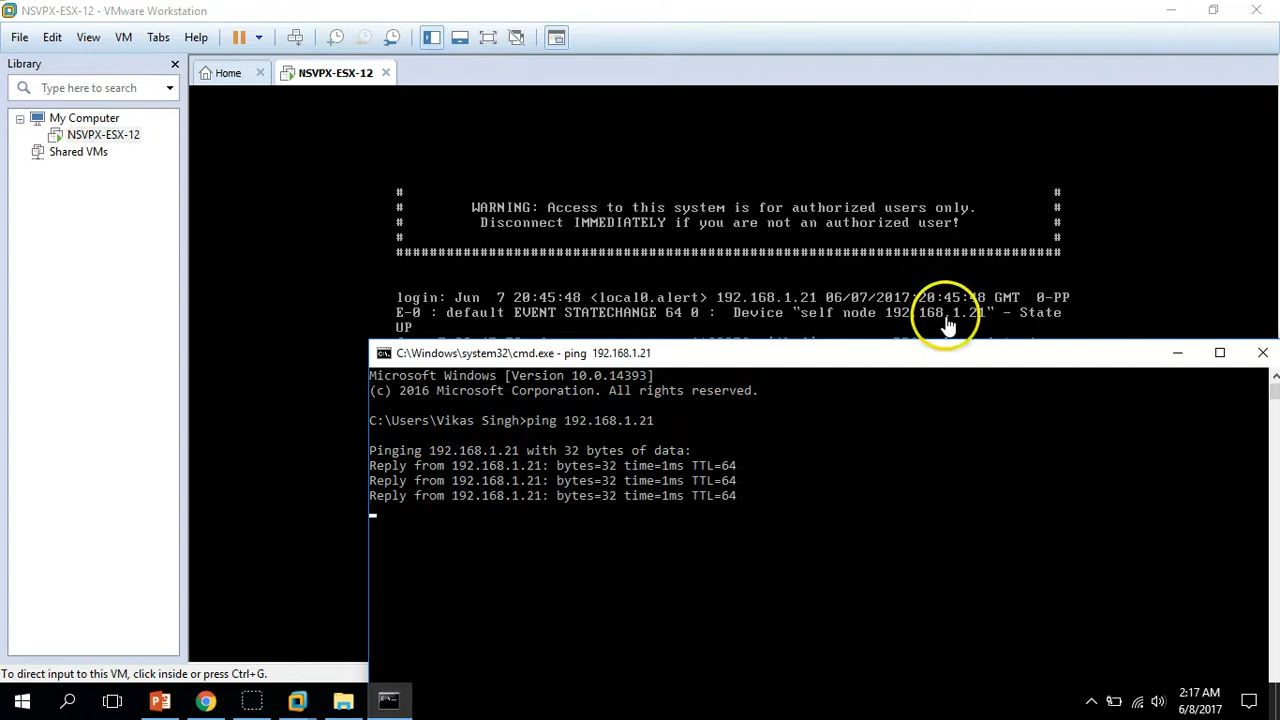 NSVPX-ESX-12 - VMware Workstation
File Edit View VM Tabs Help
Library
Type here to search
My Computer
NSVPX-ESX-12
Shared VMs
Home
NSVPX-ESX-12
# #
# WARNING: Access to this system is for authorized users only. #
# Disconnect IMMEDIATELY if you are not an authorized user! #
# #
###############################################################################
login: Jun 7 20:45:48 <local0.alert> 192.168.1.21 06/07/2017:20:45:48 GMT 0-PP
E-0 : default EVENT STATECHANGE 64 0 : Device "self node 192.168.1.21" - State
UP
C:\Windows\system32\cmd.exe - ping 192.168.1.21
Microsoft Windows [Version 10.0.14393]
(c) 2016 Microsoft Corporation. All rights reserved.
C:\Users\Vikas Singh>ping 192.168.1.21
Pinging 192.168.1.21 with 32 bytes of data:
Reply from 192.168.1.21: bytes=32 time=1ms TTL=64
Reply from 192.168.1.21: bytes=32 time=1ms TTL=64
Reply from 192.168.1.21: bytes=32 time=1ms TTL=64
To direct input to this VM, click inside or press Ctrl+G.
2:17 AM
6/8/2017